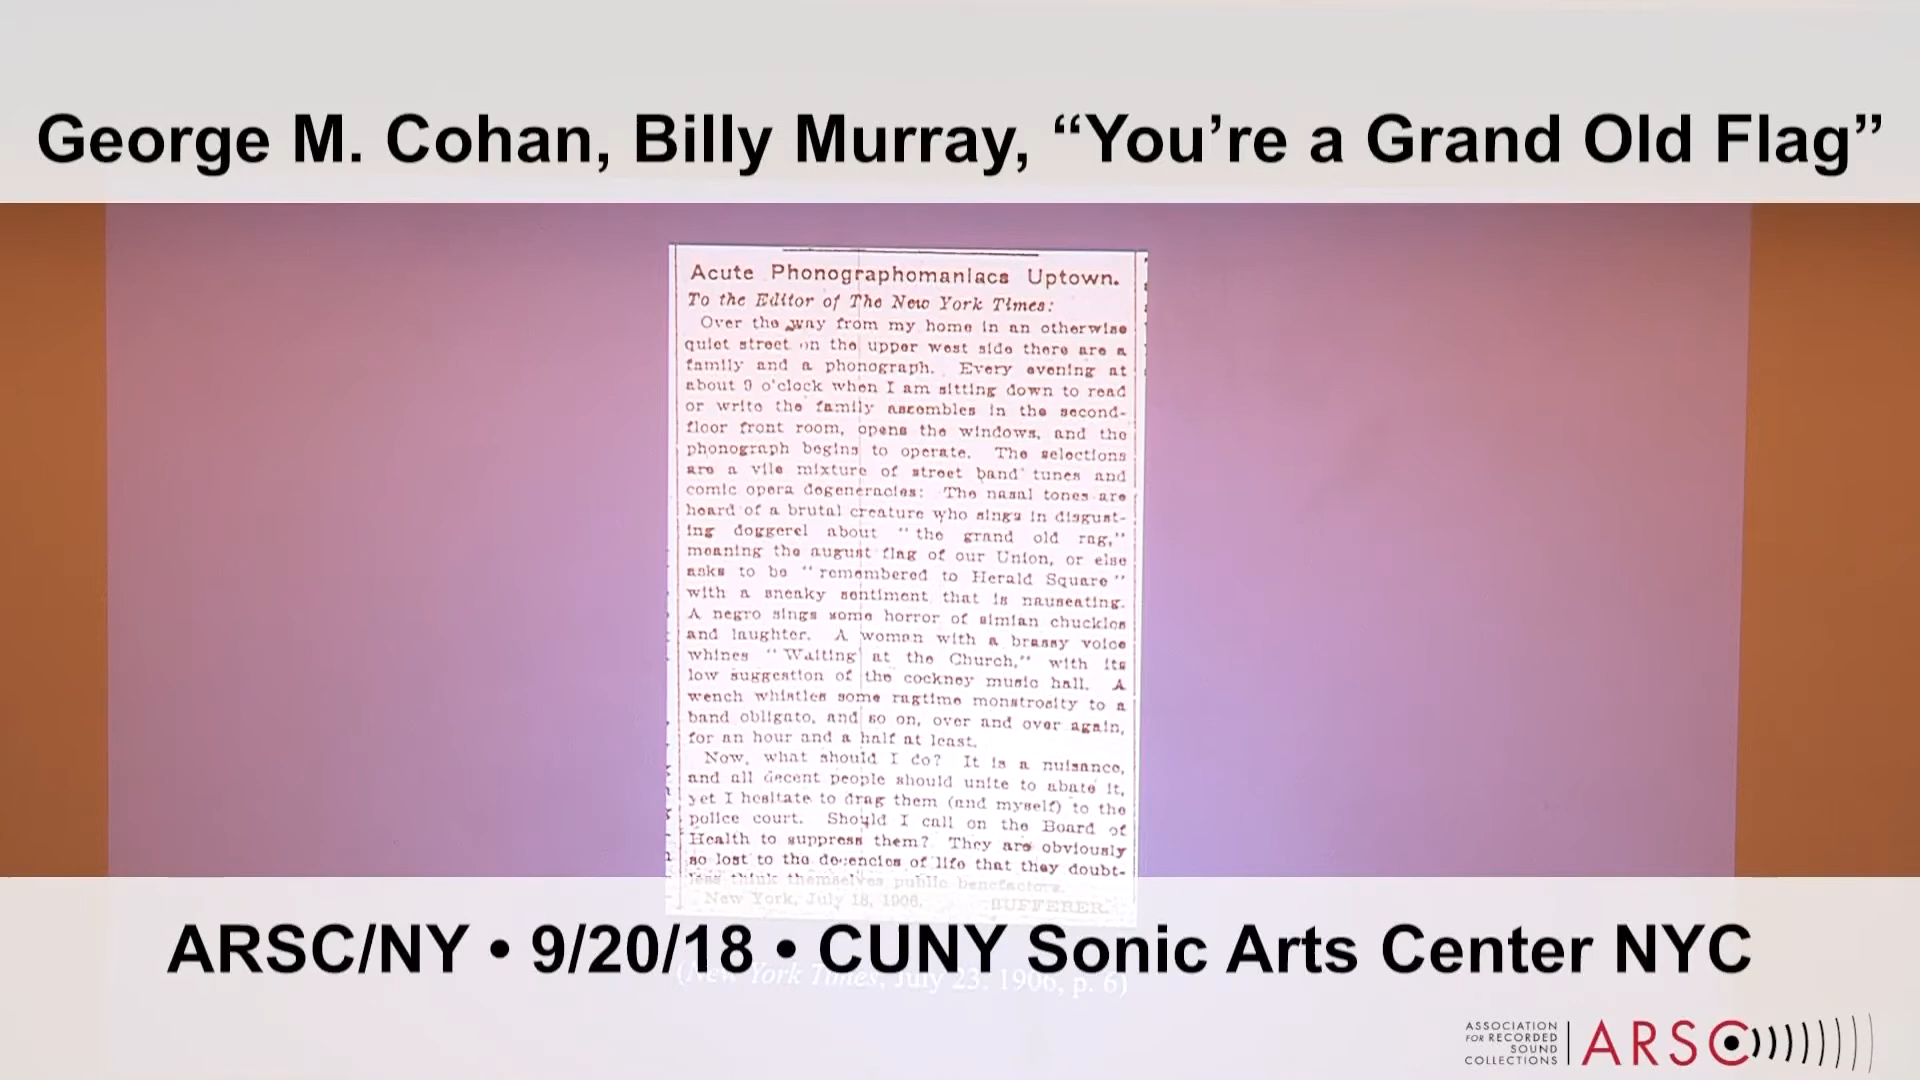 George M. Cohan, Billy Murray, “You’re a Grand Old Flag”
Acute Phonographomaniacs Uptown.
To the Editor of The New York Times:
Over the way from my home in an otherwise
quiet street on the upper west side there are a
family and a phonograph. Every evening at
about 9 o'clock when I am sitting down to read
or write the family assembles in the second-
floor front room, opens the windows, and the
phonograph begins to operate. The selections
are a vile mixture of street band tunes and
comic opera degeneracies: The nasal tones are
heard of a brutal creature who sings in disgust-
ing doggerel about "the grand old rag,"
meaning the august flag of our Union, or else
asks to be "remembered to Herald Square"
with a sneaky sentiment that is nauseating.
A negro sings some horror of simian chuckles
and laughter. A woman with a brassy voice
whines "Waiting at the Church," with its
low suggestion of the cockney music hall. A
wench whistles some ragtime monstrosity to a
band obligato, and so on, over and over again,
for an hour and a half at least.
Now, what should I do? It is a nuisance,
and all decent people should unite to abate it,
yet I hesitate to drag them (and myself) to the
police court. Should I call on the Board of
Health to suppress them? They are obviously
so lost to the decencies of life that they doubt-
less think themselves public benefactors.
New York, July 18, 1906. SUFFERER.
ARSC/NY • 9/20/18 • CUNY Sonic Arts Center NYC
(New York Times, July 23, 1906, p. 6)
ASSOCIATION
FOR RECORDED
SOUND
COLLECTIONS
ARSC